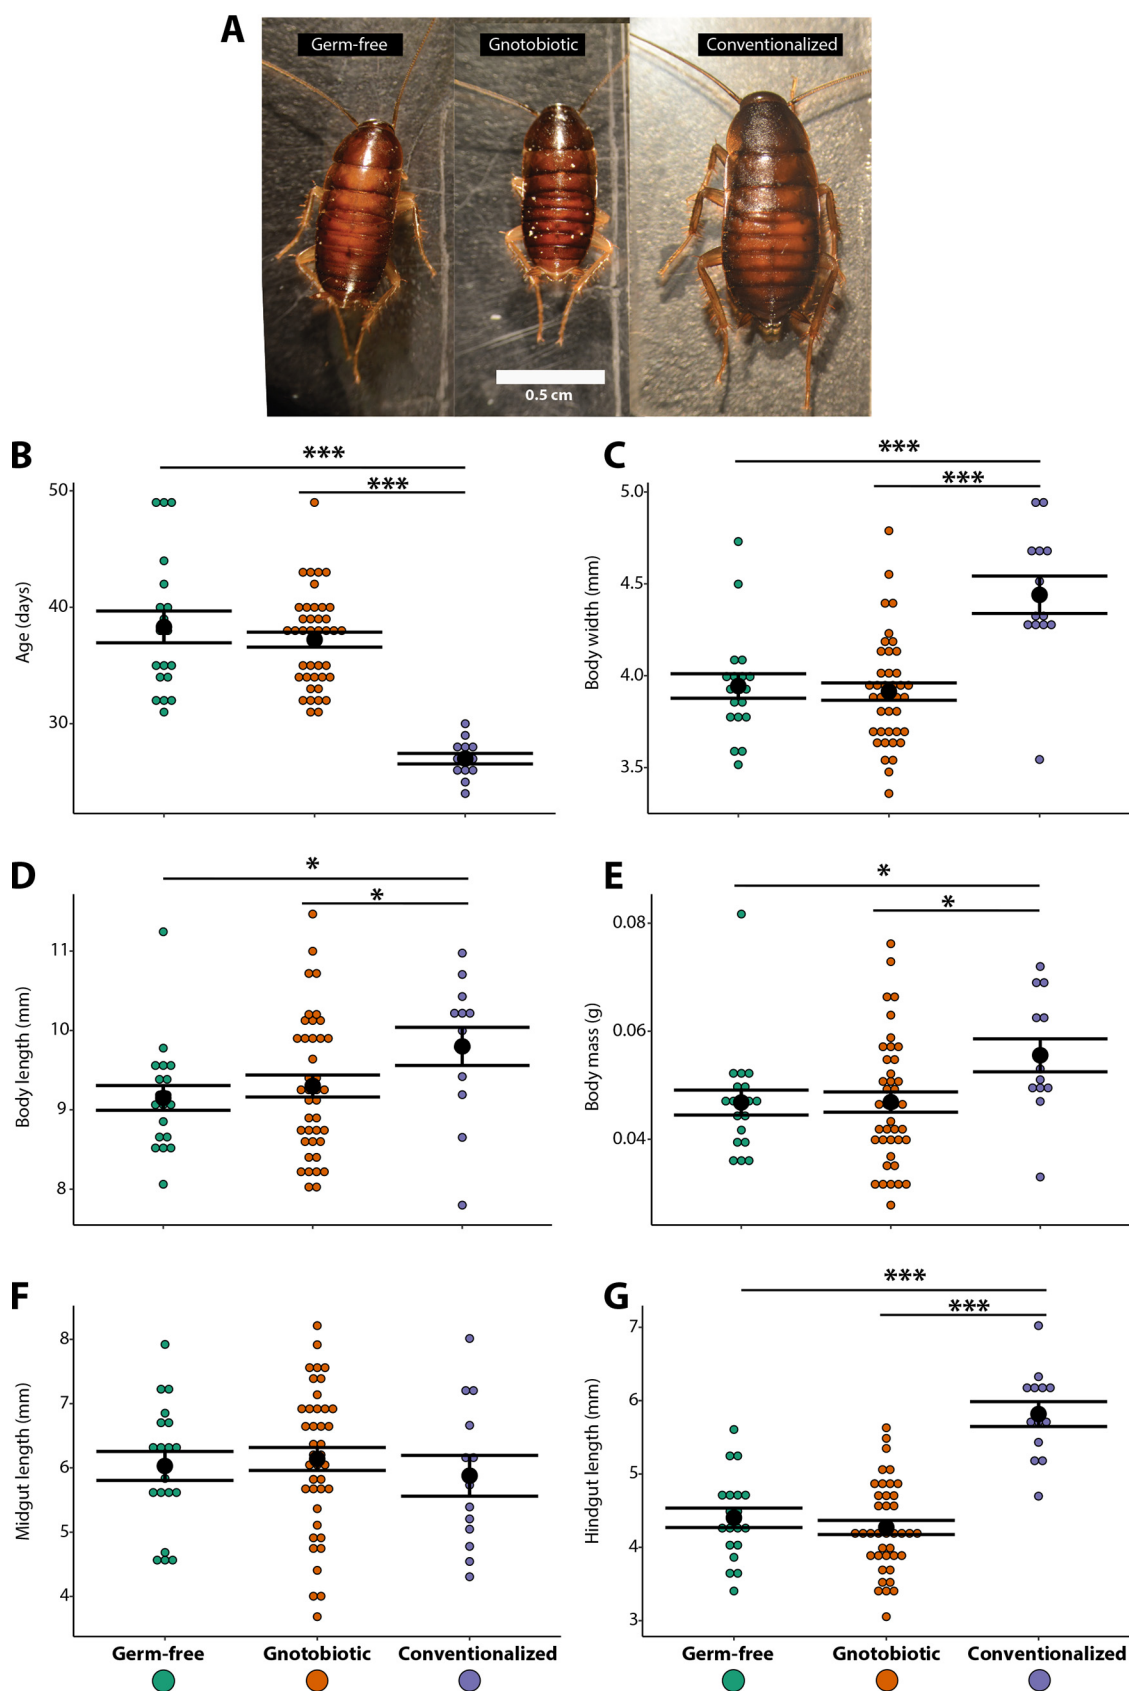 A
Germ-free Gnotobiotic Conventionalized
0.5 cm
B
***
***
50
40
30
Age (days)
C
***
***
5.0
4.5
4.0
3.5
Body width (mm)
D
*
*
11
10
9
8
Body length (mm)
E
*
*
0.08
0.06
0.04
Body mass (g)
F
8
7
6
5
4
Midgut length (mm)
Germ-free Gnotobiotic Conventionalized
G
***
***
7
6
5
4
3
Hindgut length (mm)
Germ-free Gnotobiotic Conventionalized